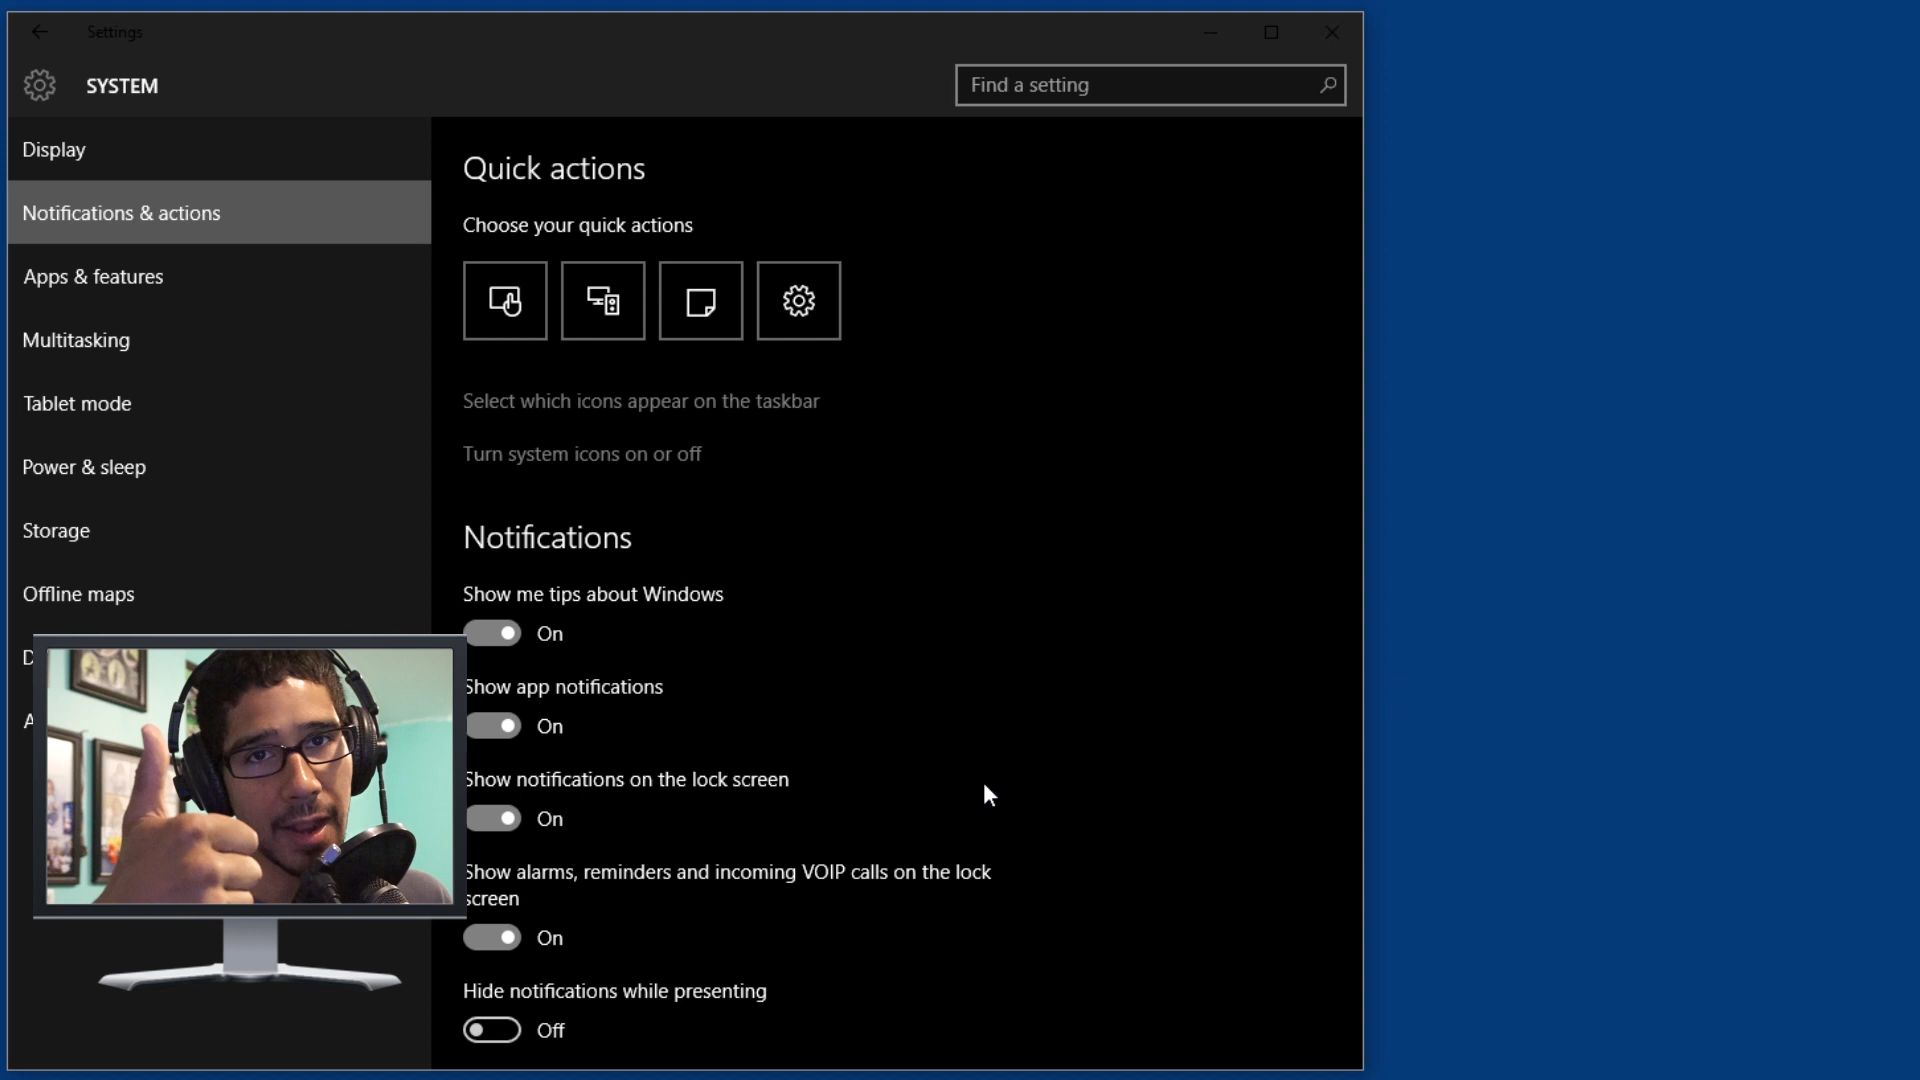 Settings
SYSTEM
Find a setting
Display
Notifications & actions
Apps & features
Multitasking
Tablet mode
Power & sleep
Storage
Offline maps
D
A
Quick actions
Choose your quick actions
Select which icons appear on the taskbar
Turn system icons on or off
Notifications
Show me tips about Windows
On
Show app notifications
On
Show notifications on the lock screen
On
Show alarms, reminders and incoming VOIP calls on the lock
screen
On
Hide notifications while presenting
Off